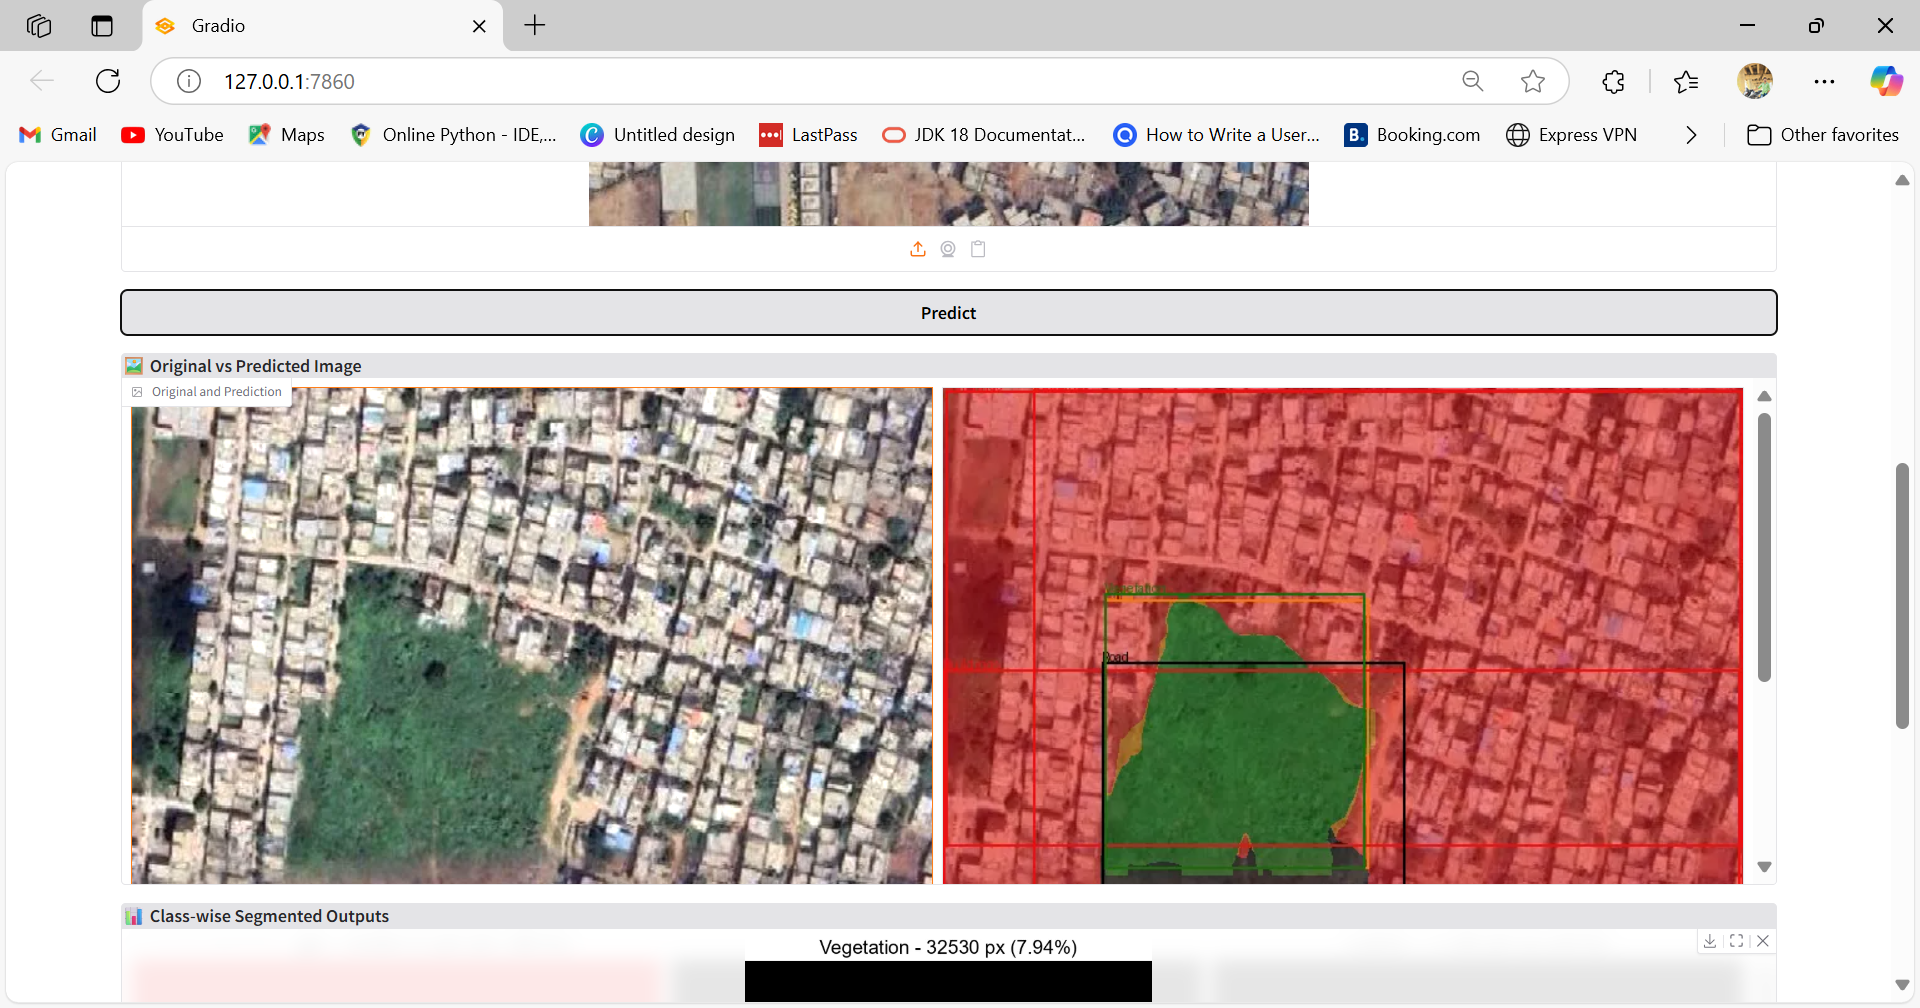 Gradio
127.0.0.1:7860
Gmail
YouTube
Maps
Online Python - IDE,...
Untitled design
LastPass
JDK 18 Documentat...
How to Write a User...
Booking.com
Express VPN
Other favorites
Predict
Original vs Predicted Image
Original and Prediction
Road
Class-wise Segmented Outputs
Vegetation - 32530 px (7.94%)